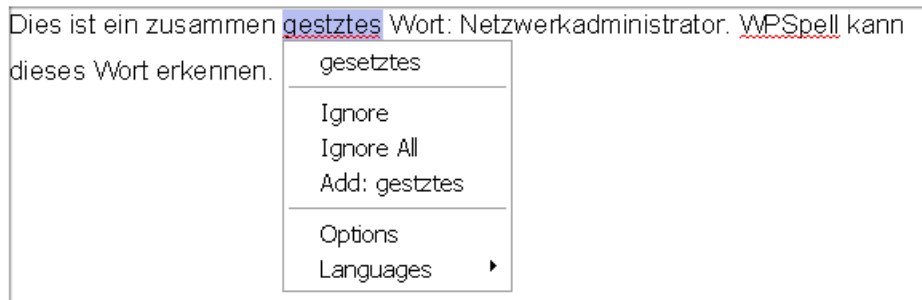 Dies ist ein zusammen gestztes Wort: Netzwerkadministrator. WPSpell kann
dieses Wort erkennen.
gesetztes
Ignore
Ignore All
Add: gestztes
Options
Languages